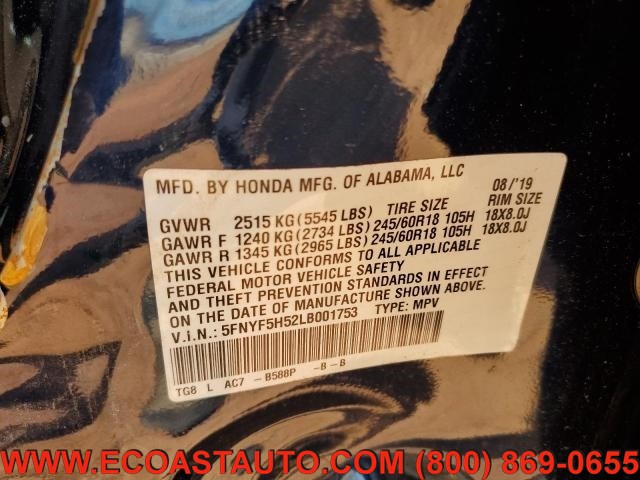 MFD. BY HONDA MFG. OF ALABAMA, LLC 08/'19
GVWR 2515 KG (5545 LBS) TIRE SIZE RIM SIZE
GAWR F 1240 KG (2734 LBS) 245/60R18 105H 18X8.0J
GAWR R 1345 KG (2965 LBS) 245/60R18 105H 18X8.0J
THIS VEHICLE CONFORMS TO ALL APPLICABLE
FEDERAL MOTOR VEHICLE SAFETY
AND THEFT PREVENTION STANDARDS IN EFFECT
ON THE DATE OF MANUFACTURE SHOWN ABOVE.
V.I.N.: 5FNYF5H52LB001753 TYPE: MPV
TG8 L AC7 -B588P -B-B
WWW.ECOASTAUTO.COM (800) 869-0655